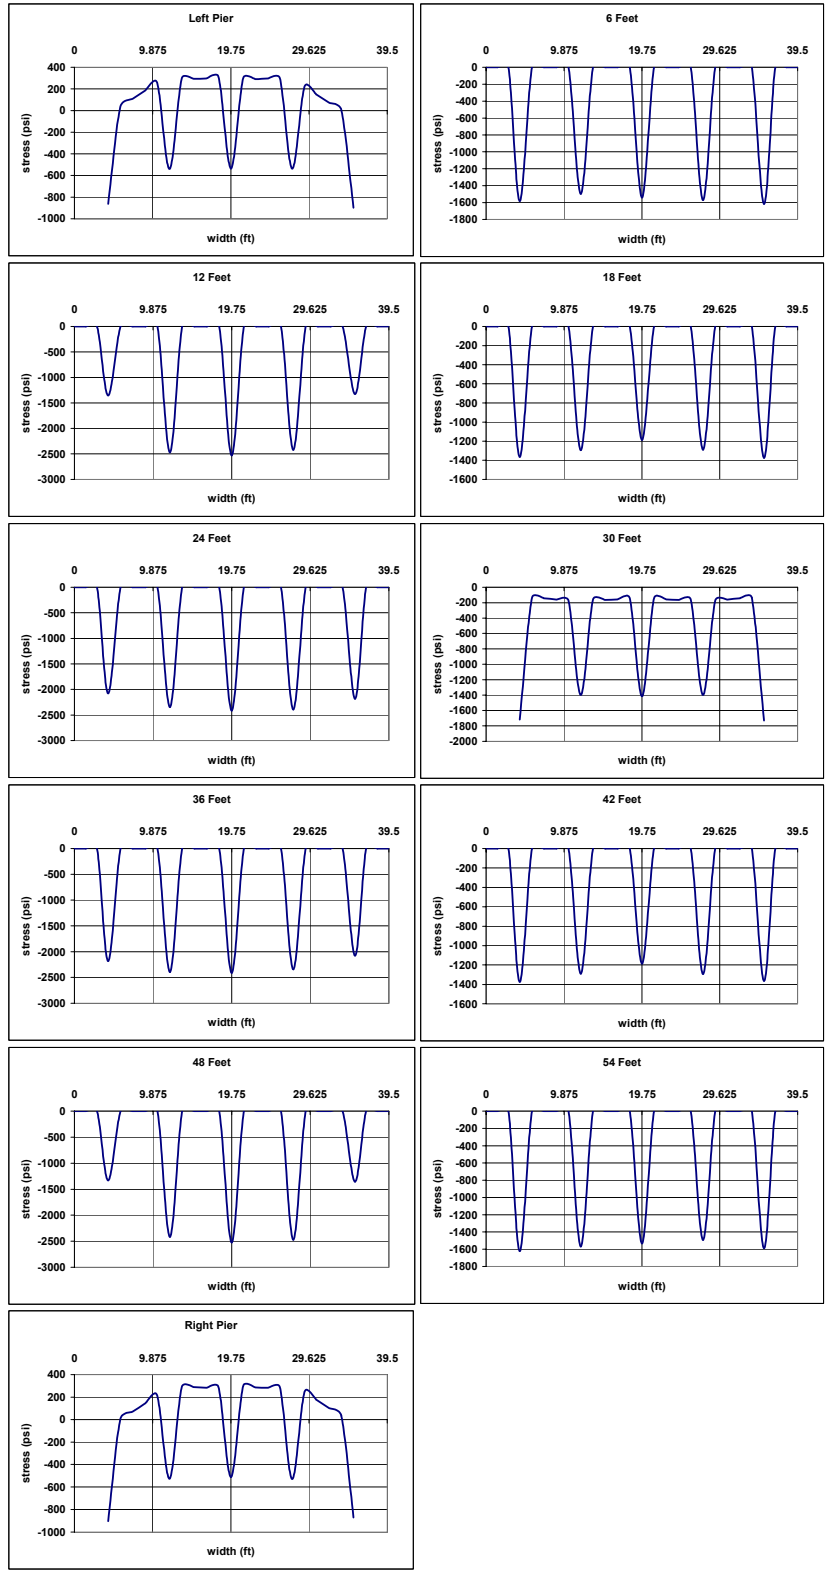 Left Pier
0 9.875 19.75 29.625 39.5
400
200
0
-200
-400
-600
-800
-1000
stress (psi)
width (ft)
6 Feet
0 9.875 19.75 29.625 39.5
0
-200
-400
-600
-800
-1000
-1200
-1400
-1600
-1800
stress (psi)
width (ft)
12 Feet
0 9.875 19.75 29.625 39.5
0
-500
-1000
-1500
-2000
-2500
-3000
stress (psi)
width (ft)
18 Feet
0 9.875 19.75 29.625 39.5
0
-200
-400
-600
-800
-1000
-1200
-1400
-1600
stress (psi)
width (ft)
24 Feet
0 9.875 19.75 29.625 39.5
0
-500
-1000
-1500
-2000
-2500
-3000
stress (psi)
width (ft)
30 Feet
0 9.875 19.75 29.625 39.5
0
-200
-400
-600
-800
-1000
-1200
-1400
-1600
-1800
-2000
stress (psi)
width (ft)
36 Feet
0 9.875 19.75 29.625 39.5
0
-500
-1000
-1500
-2000
-2500
-3000
stress (psi)
width (ft)
42 Feet
0 9.875 19.75 29.625 39.5
0
-200
-400
-600
-800
-1000
-1200
-1400
-1600
stress (psi)
width (ft)
48 Feet
0 9.875 19.75 29.625 39.5
0
-500
-1000
-1500
-2000
-2500
-3000
stress (psi)
width (ft)
54 Feet
0 9.875 19.75 29.625 39.5
0
-200
-400
-600
-800
-1000
-1200
-1400
-1600
-1800
stress (psi)
width (ft)
Right Pier
0 9.875 19.75 29.625 39.5
400
200
0
-200
-400
-600
-800
-1000
stress (psi)
width (ft)